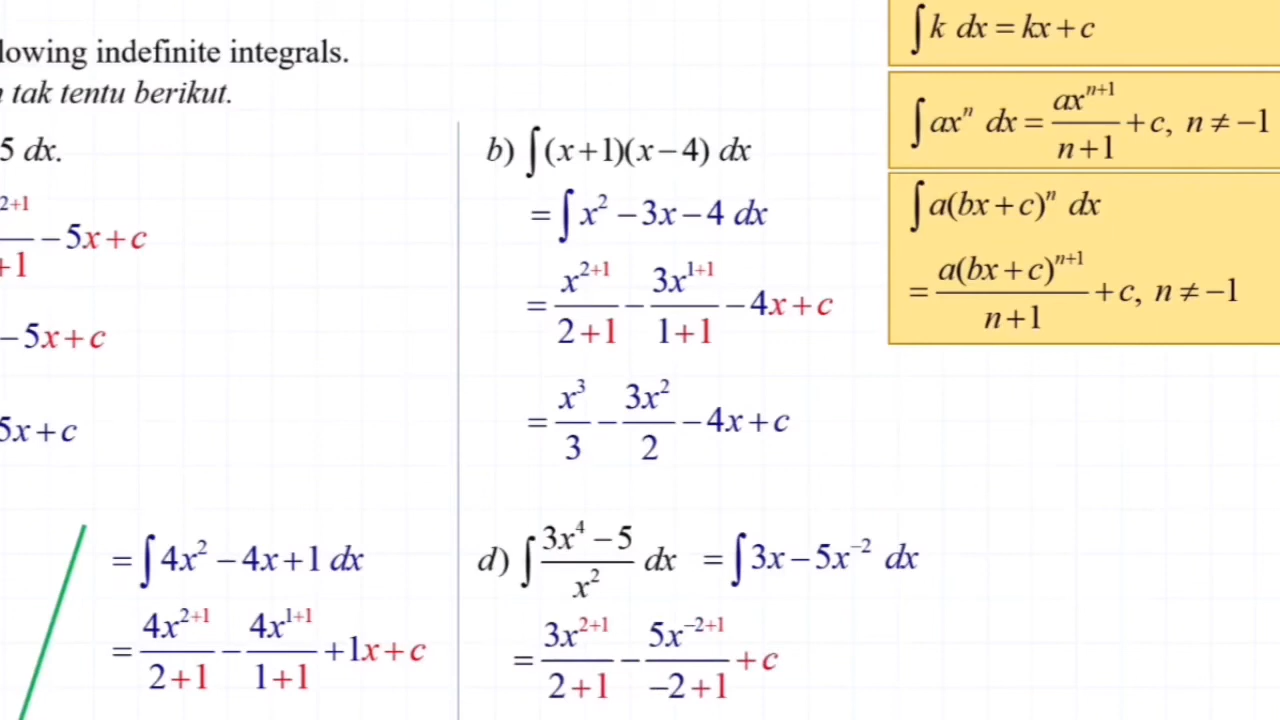 lowing indefinite integrals.
n tak tentu berikut.
5 dx.
2+1
+1
−5x+c
−5x+c
5x+c
=∫4x²−4x+1 dx
=4x²⁺¹/2+1 − 4x¹⁺¹/1+1 +1x+c
b) ∫(x+1)(x−4) dx
=∫x²−3x−4 dx
=x²⁺¹/2+1 − 3x¹⁺¹/1+1 −4x+c
=x³/3 − 3x²/2 −4x+c
d) ∫3x⁴−5/x² dx =∫3x−5x⁻² dx
=3x²⁺¹/2+1 − 5x⁻²⁺¹/−2+1 +c
∫k dx=kx+c
∫axⁿ dx=axⁿ⁺¹/n+1 +c, n≠−1
∫a(bx+c)ⁿ dx
=a(bx+c)ⁿ⁺¹/n+1 +c, n≠−1